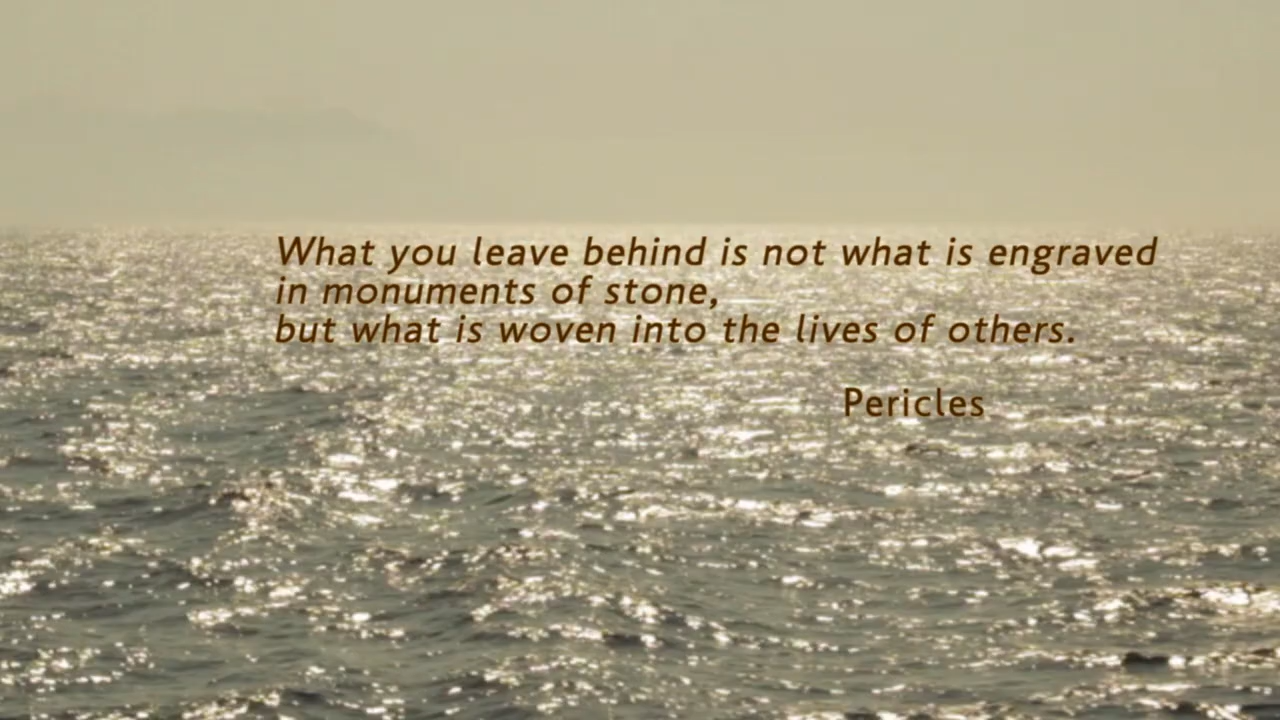 What you leave behind is not what is engraved
in monuments of stone,
but what is woven into the lives of others.
Pericles